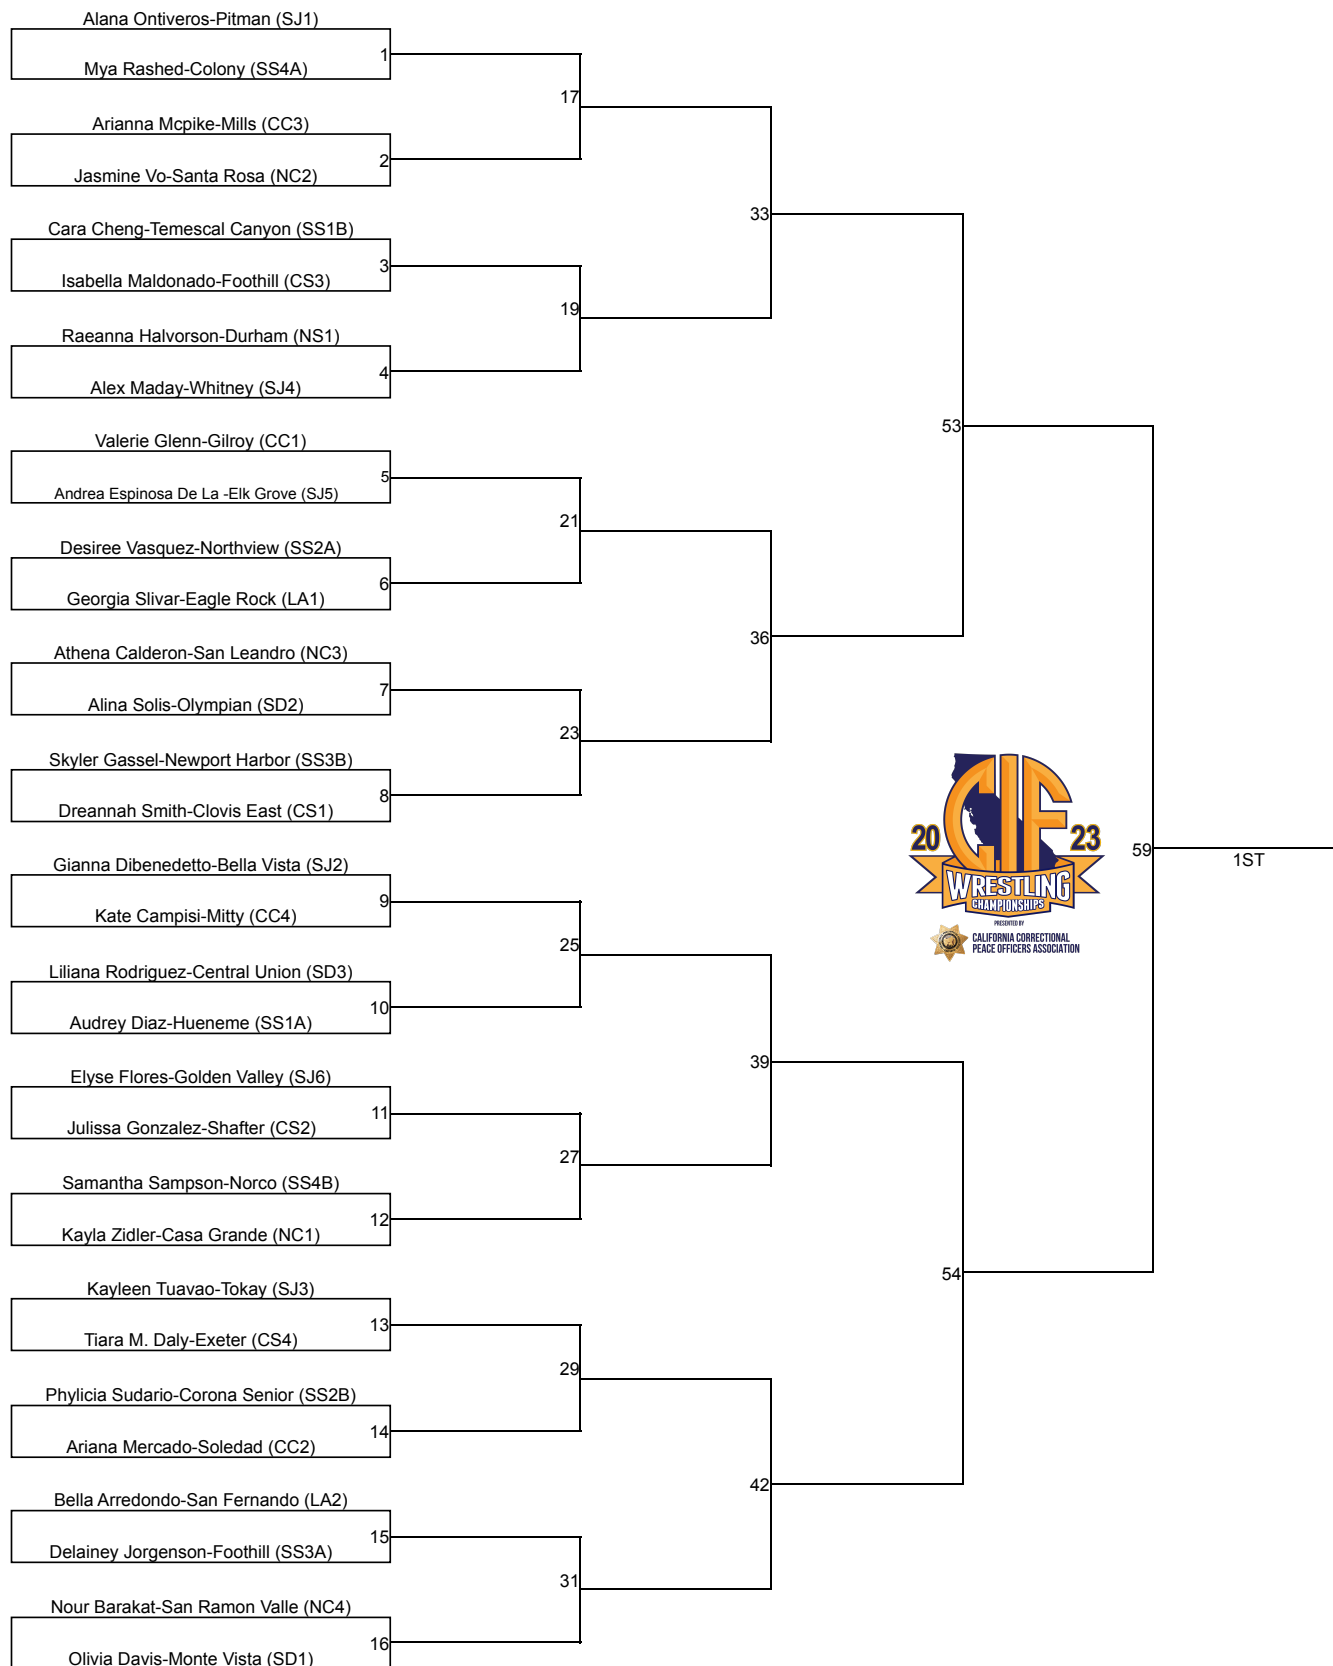 Alana Ontiveros-Pitman (SJ1)
1
Mya Rashed-Colony (SS4A)
17
Arianna Mcpike-Mills (CC3)
2
Jasmine Vo-Santa Rosa (NC2)
33
Cara Cheng-Temescal Canyon (SS1B)
3
Isabella Maldonado-Foothill (CS3)
19
Raeanna Halvorson-Durham (NS1)
4
Alex Maday-Whitney (SJ4)
53
Valerie Glenn-Gilroy (CC1)
5
Andrea Espinosa De La -Elk Grove (SJ5)
21
Desiree Vasquez-Northview (SS2A)
6
Georgia Slivar-Eagle Rock (LA1)
36
Athena Calderon-San Leandro (NC3)
7
Alina Solis-Olympian (SD2)
23
Skyler Gassel-Newport Harbor (SS3B)
8
Dreannah Smith-Clovis East (CS1)
20 CIF 23
WRESTLING
CHAMPIONSHIPS
PRESENTED BY
CALIFORNIA CORRECTIONAL
PEACE OFFICERS ASSOCIATION
59
1ST
Gianna Dibenedetto-Bella Vista (SJ2)
9
Kate Campisi-Mitty (CC4)
25
Liliana Rodriguez-Central Union (SD3)
10
Audrey Diaz-Hueneme (SS1A)
39
Elyse Flores-Golden Valley (SJ6)
11
Julissa Gonzalez-Shafter (CS2)
27
Samantha Sampson-Norco (SS4B)
12
Kayla Zidler-Casa Grande (NC1)
54
Kayleen Tuavao-Tokay (SJ3)
13
Tiara M. Daly-Exeter (CS4)
29
Phylicia Sudario-Corona Senior (SS2B)
14
Ariana Mercado-Soledad (CC2)
42
Bella Arredondo-San Fernando (LA2)
15
Delainey Jorgenson-Foothill (SS3A)
31
Nour Barakat-San Ramon Valle (NC4)
16
Olivia Davis-Monte Vista (SD1)